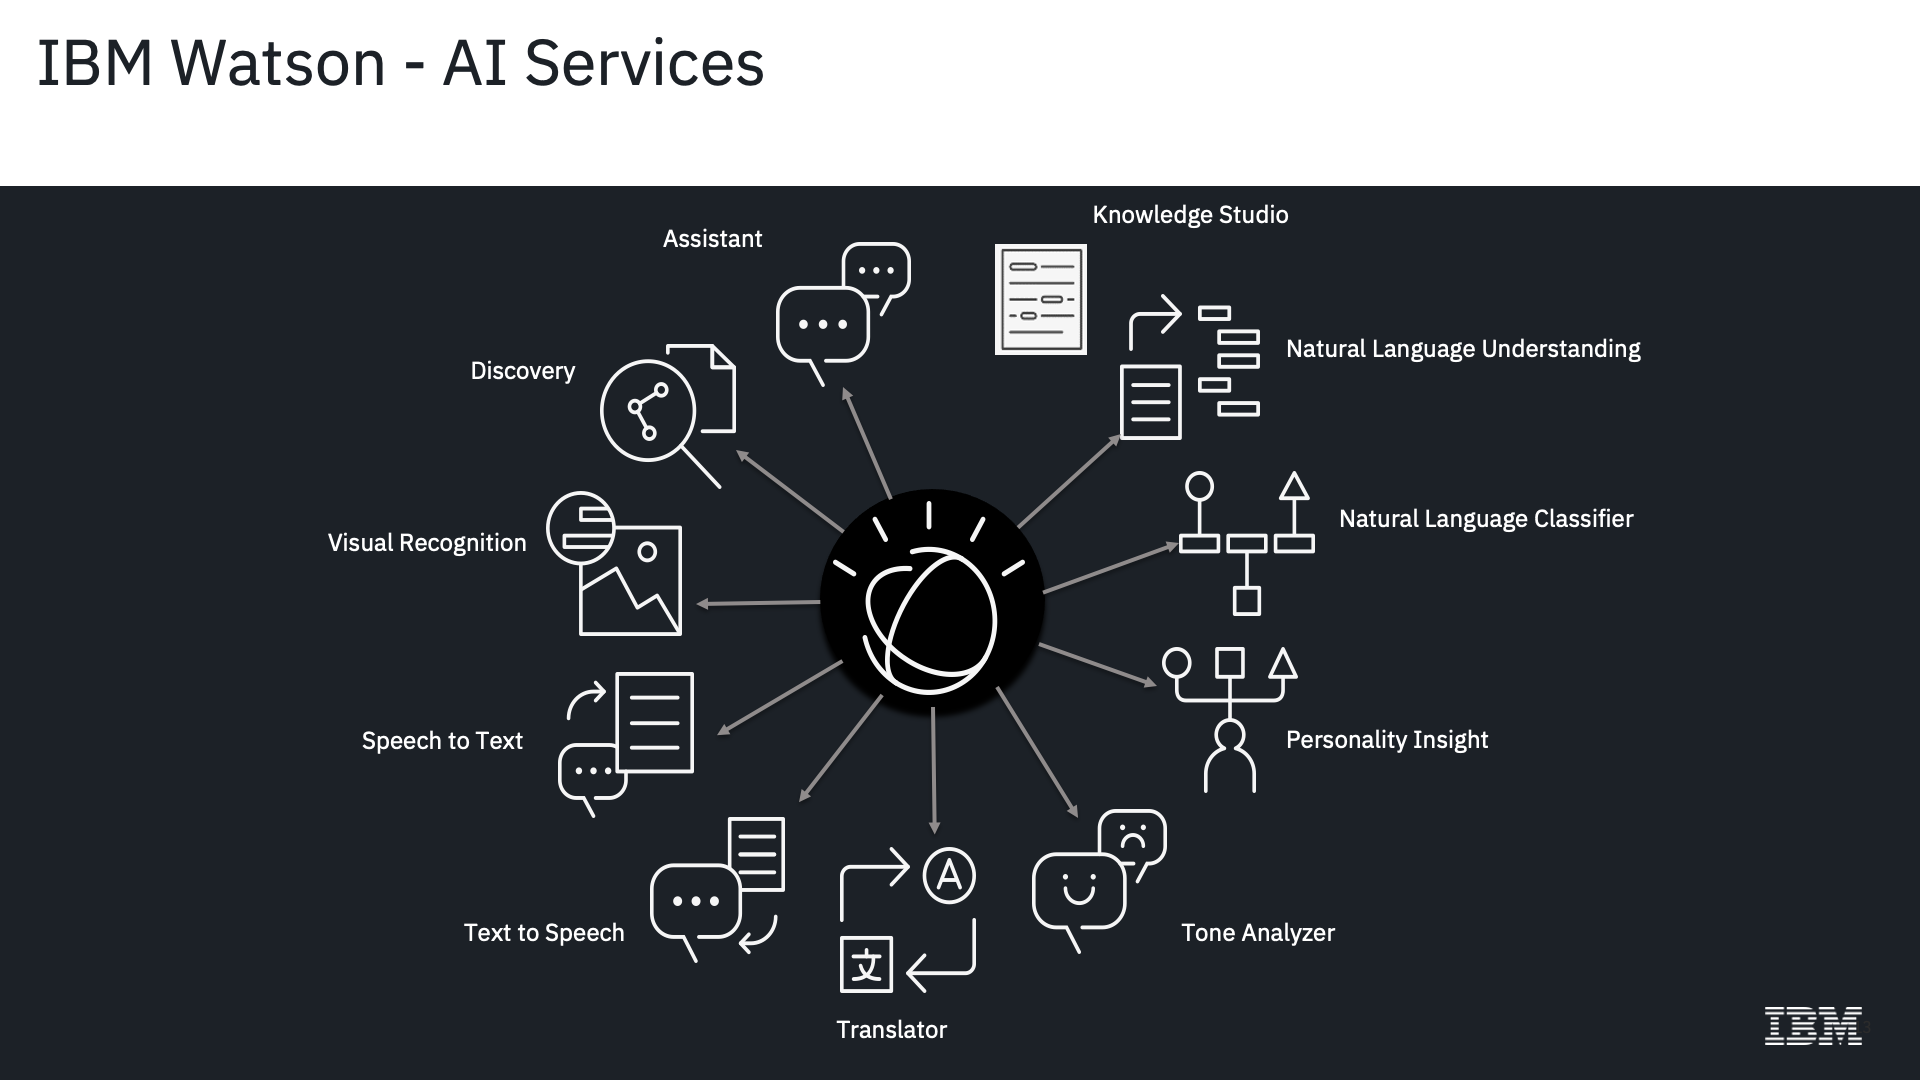 IBM Watson - AI Services
Knowledge Studio
Assistant
Natural Language Understanding
Discovery
Natural Language Classifier
Visual Recognition
Personality Insight
Speech to Text
A
Text to Speech
Tone Analyzer
文
Translator
IBM
3